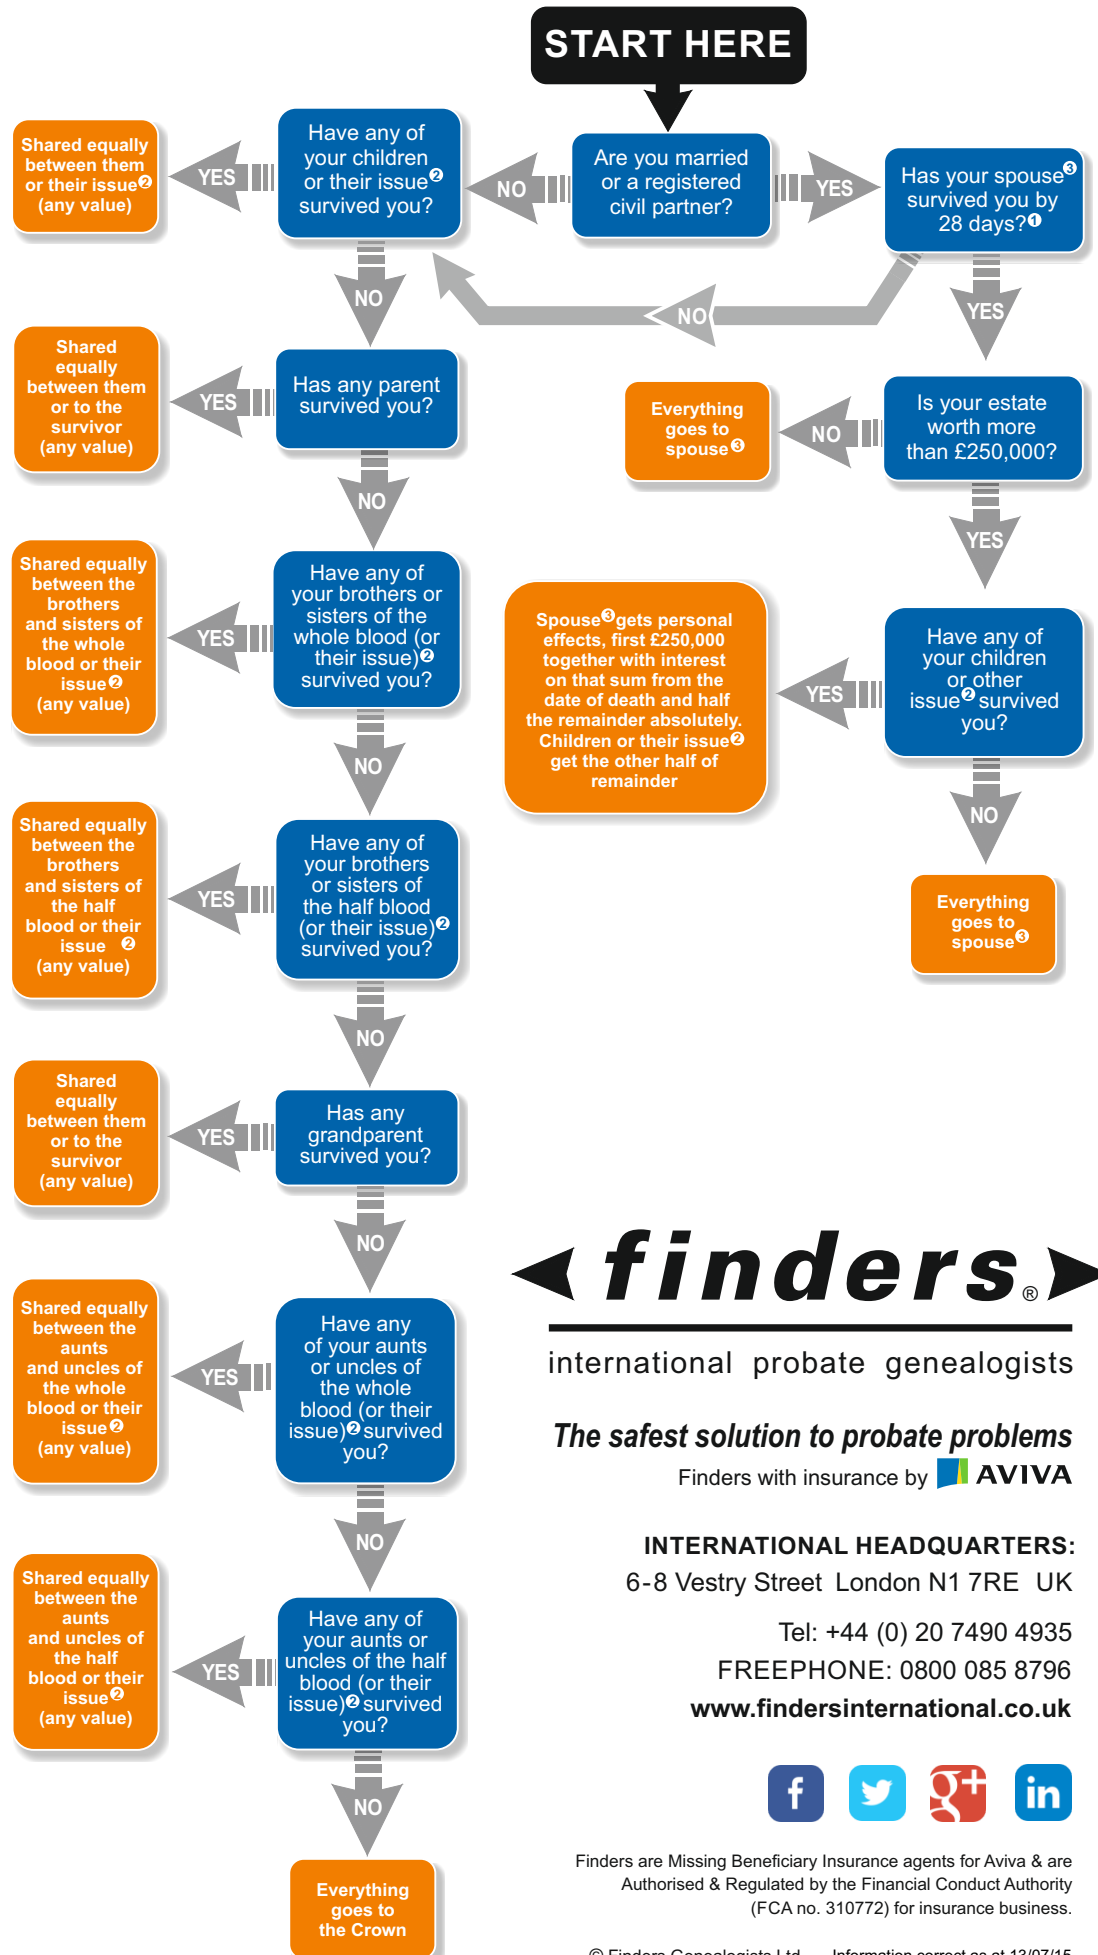 START HERE
Are you married
or a registered
civil partner?
NO
YES
Have any of
your children
or their issue❷
survived you?
YES
Shared equally
between them
or their issue❷
(any value)
Has your spouse❸
survived you by
28 days?❶
NO
YES
NO
Has any parent
survived you?
YES
Shared
equally
between them
or to the
survivor
(any value)
Is your estate
worth more
than £250,000?
NO
Everything
goes to
spouse❸
YES
NO
Have any of
your brothers or
sisters of the
whole blood (or
their issue)❷
survived you?
YES
Shared equally
between the
brothers
and sisters of
the whole
blood or their
issue❷
(any value)
Have any of
your children
or other
issue❷survived
you?
YES
Spouse❸gets personal
effects, first £250,000
together with interest
on that sum from the
date of death and half
the remainder absolutely.
Children or their issue❷
get the other half of
remainder
NO
Everything
goes to
spouse❸
NO
Have any of
your brothers
or sisters of
the half blood
(or their issue)❷
survived you?
YES
Shared equally
between the
brothers
and sisters of
the half
blood or their
issue ❷
(any value)
NO
Has any
grandparent
survived you?
YES
Shared
equally
between them
or to the
survivor
(any value)
NO
Have any
of your aunts
or uncles of
the whole
blood (or their
issue)❷survived
you?
YES
Shared equally
between the
aunts
and uncles of
the whole
blood or their
issue❷
(any value)
NO
Have any of
your aunts or
uncles of the half
blood (or their
issue)❷survived
you?
YES
Shared equally
between the
aunts
and uncles of
the half
blood or their
issue❷
(any value)
NO
Everything
goes to
the Crown
finders®
international probate genealogists
The safest solution to probate problems
Finders with insurance by AVIVA
INTERNATIONAL HEADQUARTERS:
6-8 Vestry Street London N1 7RE UK
Tel: +44 (0) 20 7490 4935
FREEPHONE: 0800 085 8796
www.findersinternational.co.uk
f g+ in
Finders are Missing Beneficiary Insurance agents for Aviva & are
Authorised & Regulated by the Financial Conduct Authority
(FCA no. 310772) for insurance business.
© Finders Genealogists Ltd. Information correct as at 13/07/15